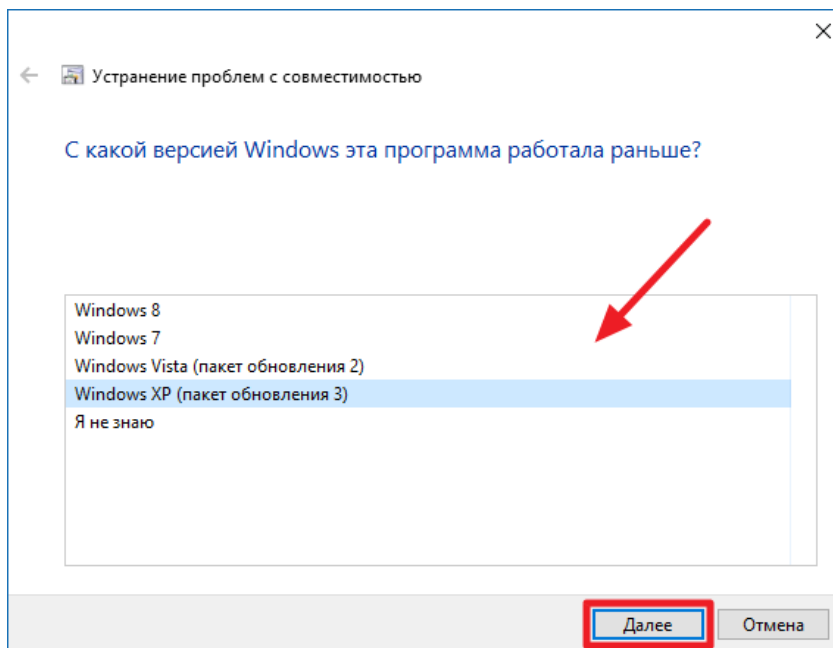 Устранение проблем с совместимостью
С какой версией Windows эта программа работала раньше?
Windows 8
Windows 7
Windows Vista (пакет обновления 2)
Windows XP (пакет обновления 3)
Я не знаю
Далее
Отмена